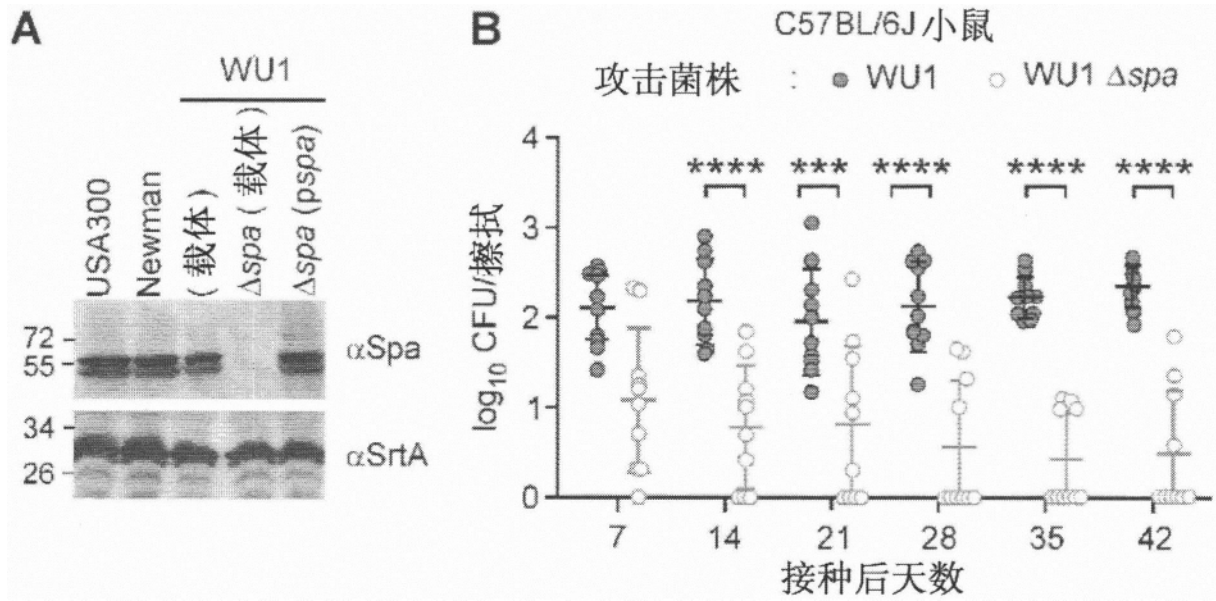 A
WU1
USA300
Newman
(载体)
Δspa (载体)
Δspa (pspa)
72
55
αSpa
34
26
αSrtA
B
C57BL/6J 小鼠
攻击菌株 : WU1 WU1 Δspa
**** *** **** **** ****
log10 CFU/擦拭
4
3
2
1
0
7 14 21 28 35 42
接种后天数